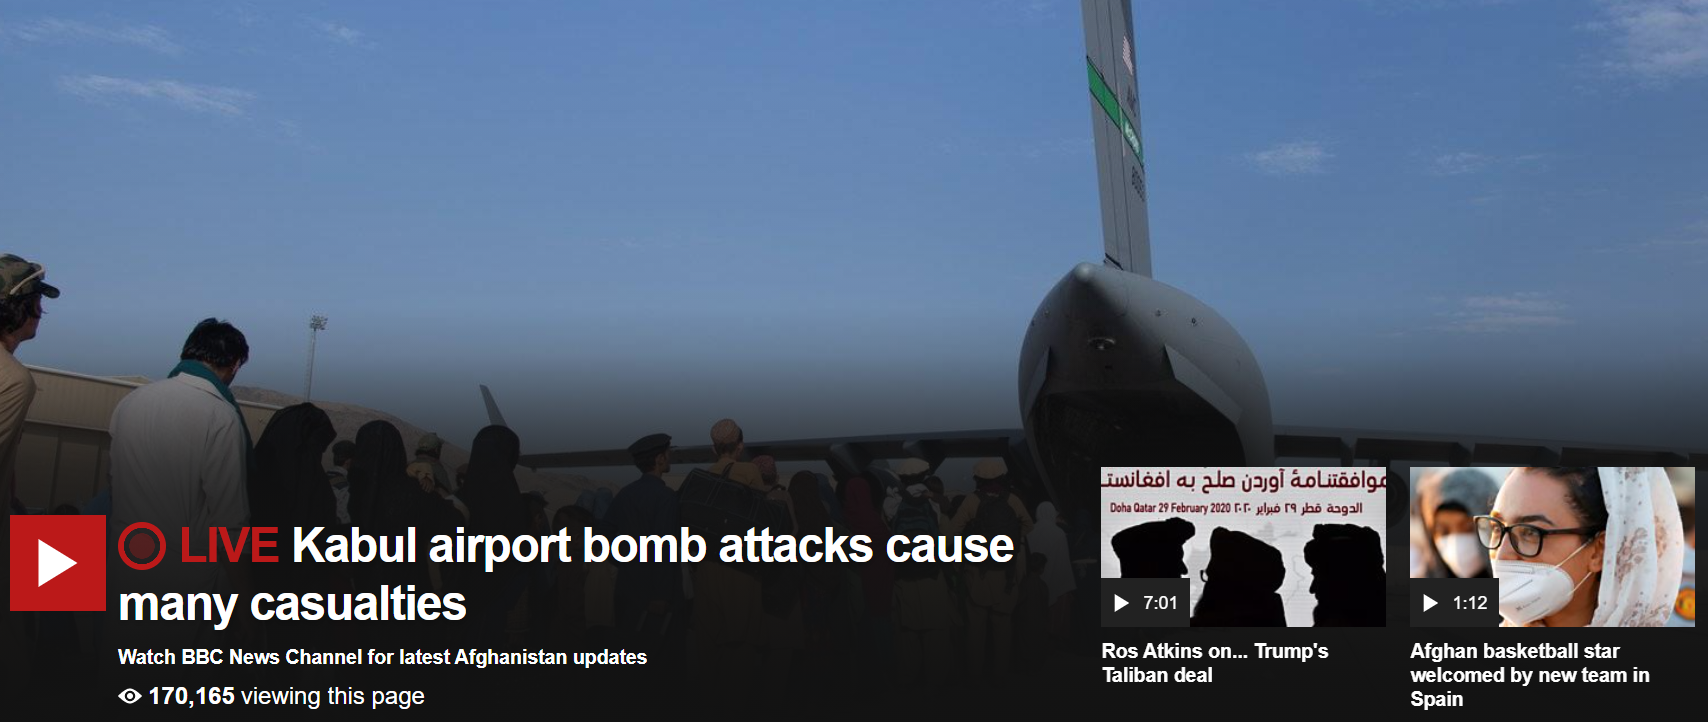 LIVE Kabul airport bomb attacks cause
many casualties
Watch BBC News Channel for latest Afghanistan updates
170,165 viewing this page
موافقتنامهٔ آوردن صلح به افغانستـ
Doha Qatar 29 February 2020 الدوحة قطر ٢٩ فبراير ٢٠٢٠
7:01
Ros Atkins on... Trump's
Taliban deal
1:12
Afghan basketball star
welcomed by new team in
Spain